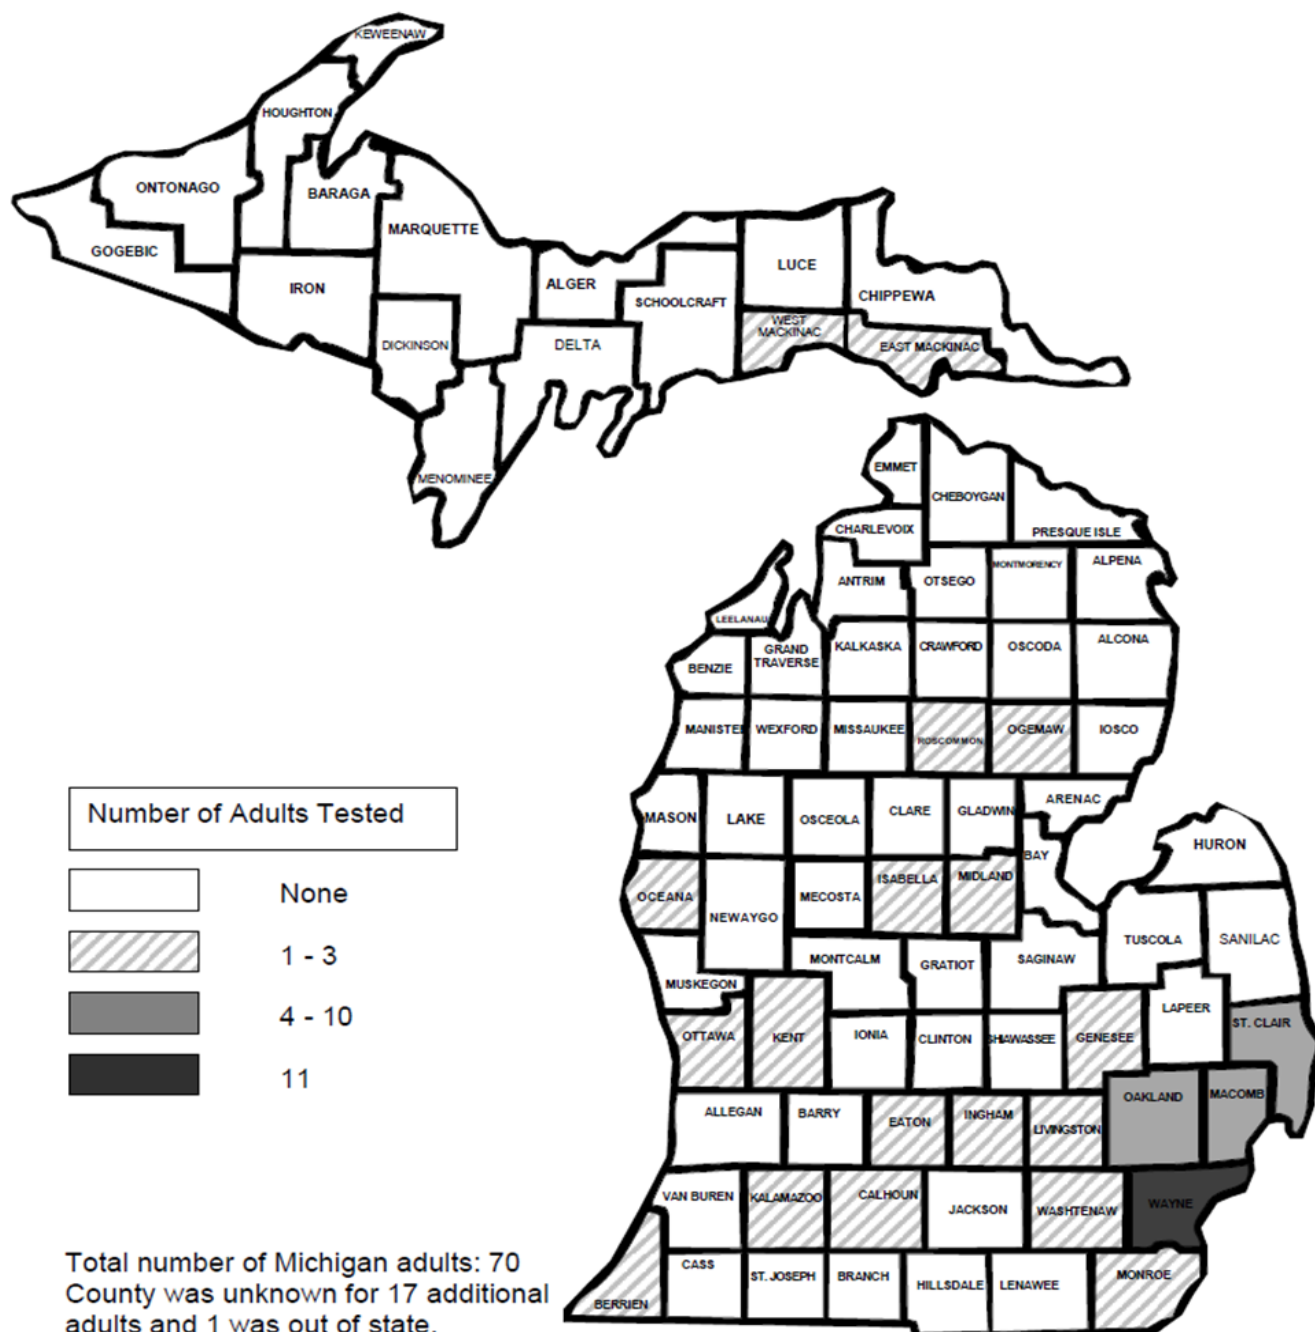 KEWEENAW
HOUGHTON
ONTONAGO
BARAGA
MARQUETTE
GOGEBIC
IRON
ALGER
LUCE
SCHOOLCRAFT
CHIPPEWA
WEST
MACKINAC
EAST MACKINAC
DICKINSON
DELTA
MENOMINEE
EMMET
CHEBOYGAN
CHARLEVOIX
PRESQUE ISLE
ANTRIM
OTSEGO
MONTMORENCY
ALPENA
LEELANAU
BENZIE
GRAND
TRAVERSE
KALKASKA
CRAWFORD
OSCODA
ALCONA
MANISTEE
WEXFORD
MISSAUKEE
ROSCOMMON
OGEMAW
IOSCO
MASON
LAKE
OSCEOLA
CLARE
GLADWIN
ARENAC
BAY
HURON
OCEANA
NEWAYGO
MECOSTA
ISABELLA
MIDLAND
TUSCOLA
SANILAC
MUSKEGON
MONTCALM
GRATIOT
SAGINAW
LAPEER
ST. CLAIR
OTTAWA
KENT
IONIA
CLINTON
SHIAWASSEE
GENESEE
ALLEGAN
BARRY
EATON
INGHAM
LIVINGSTON
OAKLAND
MACOMB
VAN BUREN
KALAMAZOO
CALHOUN
JACKSON
WASHTENAW
WAYNE
BERRIEN
CASS
ST. JOSEPH
BRANCH
HILLSDALE
LENAWEE
MONROE
Number of Adults Tested
None
1 - 3
4 - 10
11
Total number of Michigan adults: 70
County was unknown for 17 additional
adults and 1 was out of state.